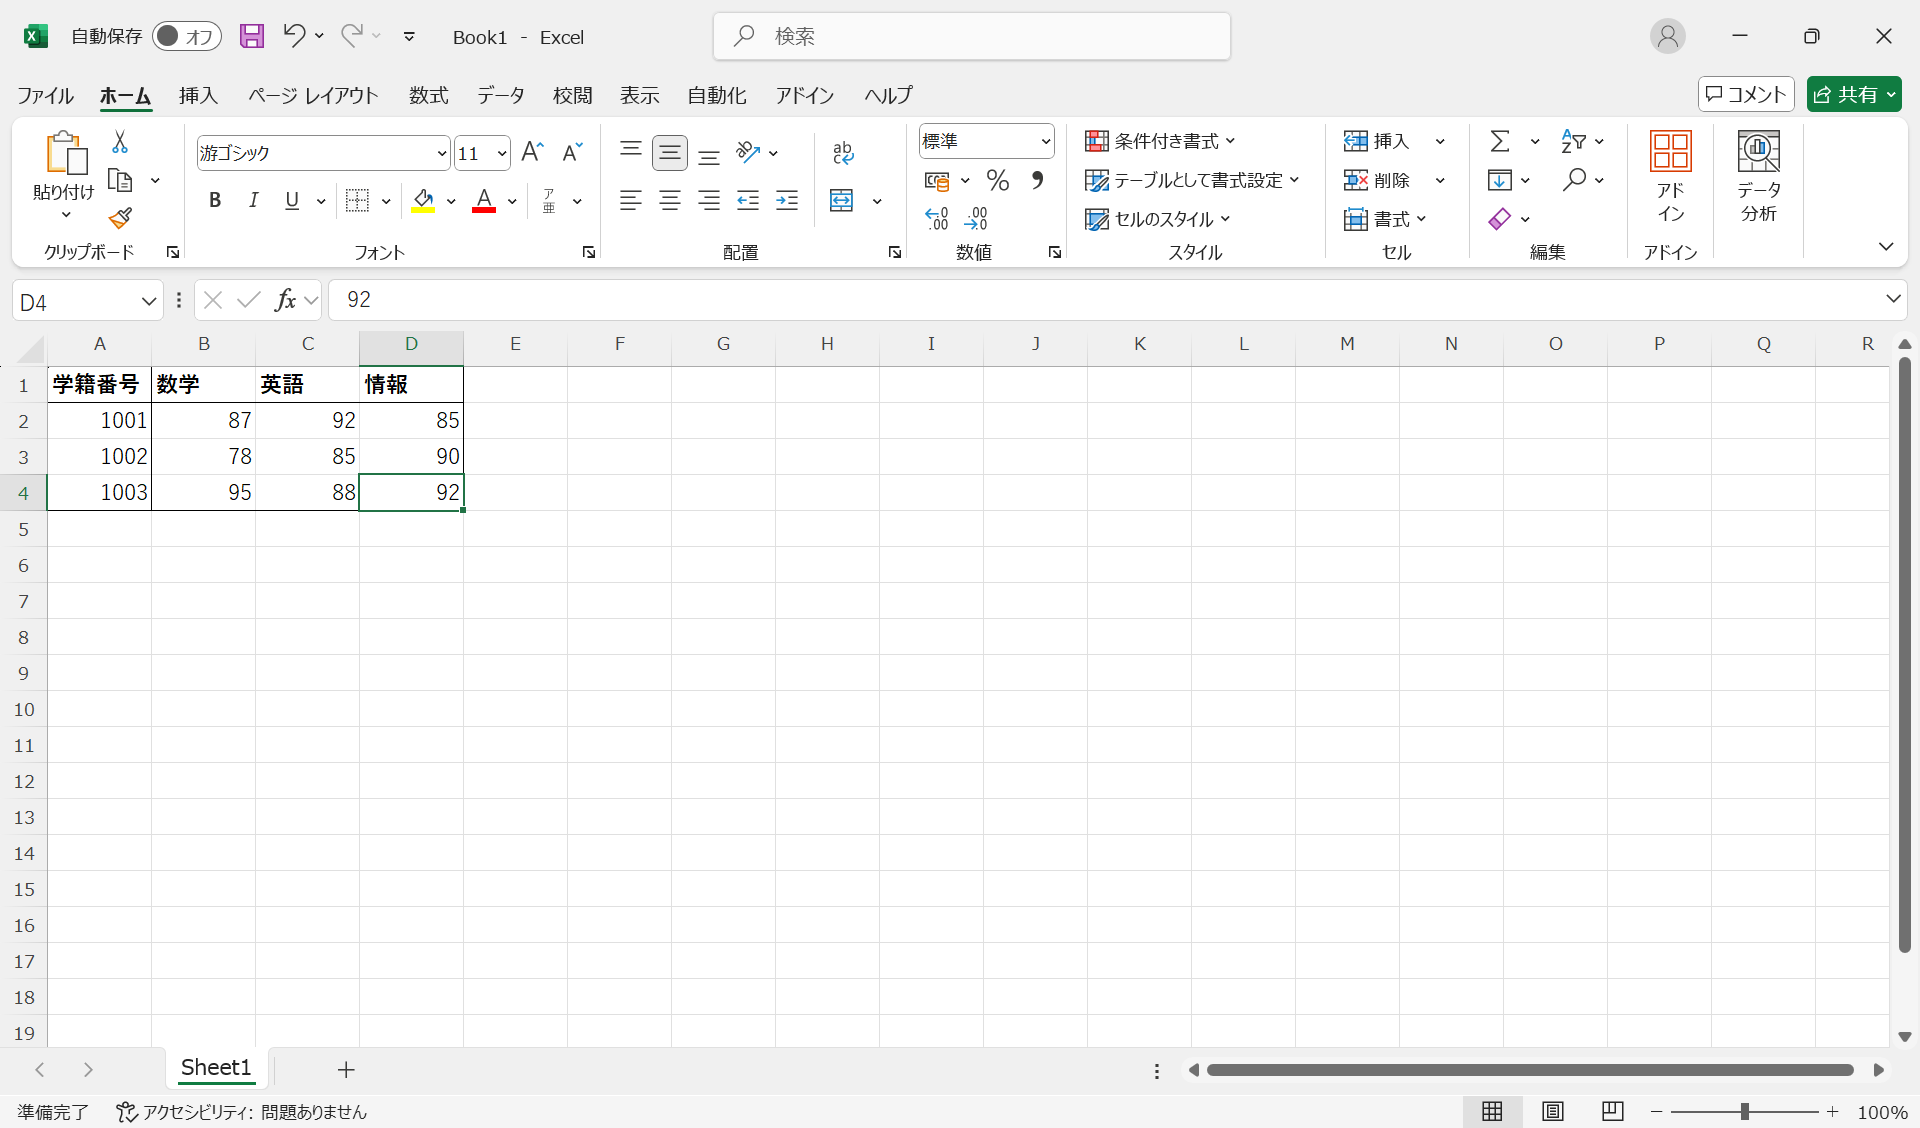 自動保存 オフ Book1 - Excel 検索
ファイル ホーム 挿入 ページ レイアウト 数式 データ 校閲 表示 自動化 アドイン ヘルプ コメント 共有
貼り付け
クリップボード
游ゴシック 11
B I U A ア亜
フォント
ab
配置
標準
% 9
.00 .00
数値
条件付き書式
テーブルとして書式設定
セルのスタイル
スタイル
挿入
削除
書式
セル
編集
アド
イン
アドイン
データ
分析
D4 fx 92
A B C D E F G H I J K L M N O P Q R
1 学籍番号 数学 英語 情報
2 1001 87 92 85
3 1002 78 85 90
4 1003 95 88 92
5
6
7
8
9
10
11
12
13
14
15
16
17
18
19
Sheet1
準備完了 アクセシビリティ: 問題ありません 100%